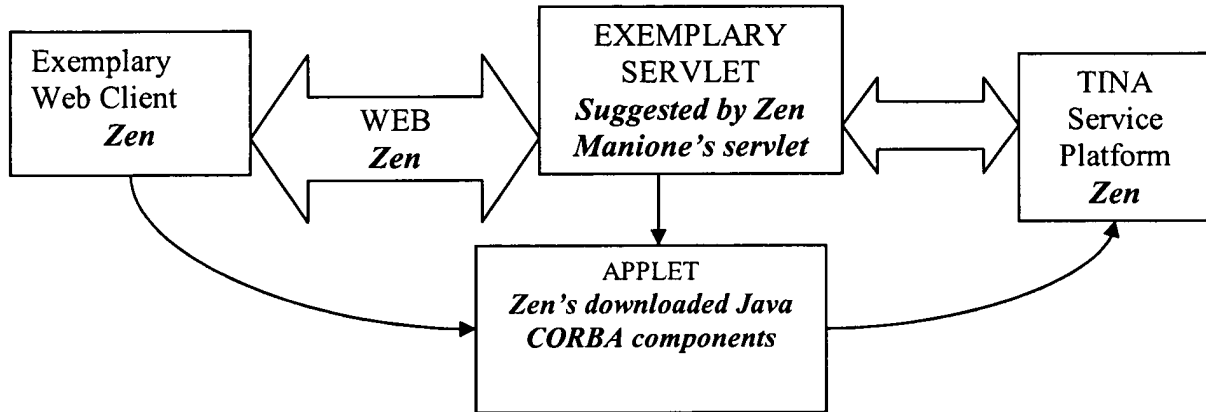 Exemplary
Web Client
Zen
WEB
Zen
EXEMPLARY
SERVLET
Suggested by Zen
Manione's servlet
TINA
Service
Platform
Zen
APPLET
Zen's downloaded Java
CORBA components